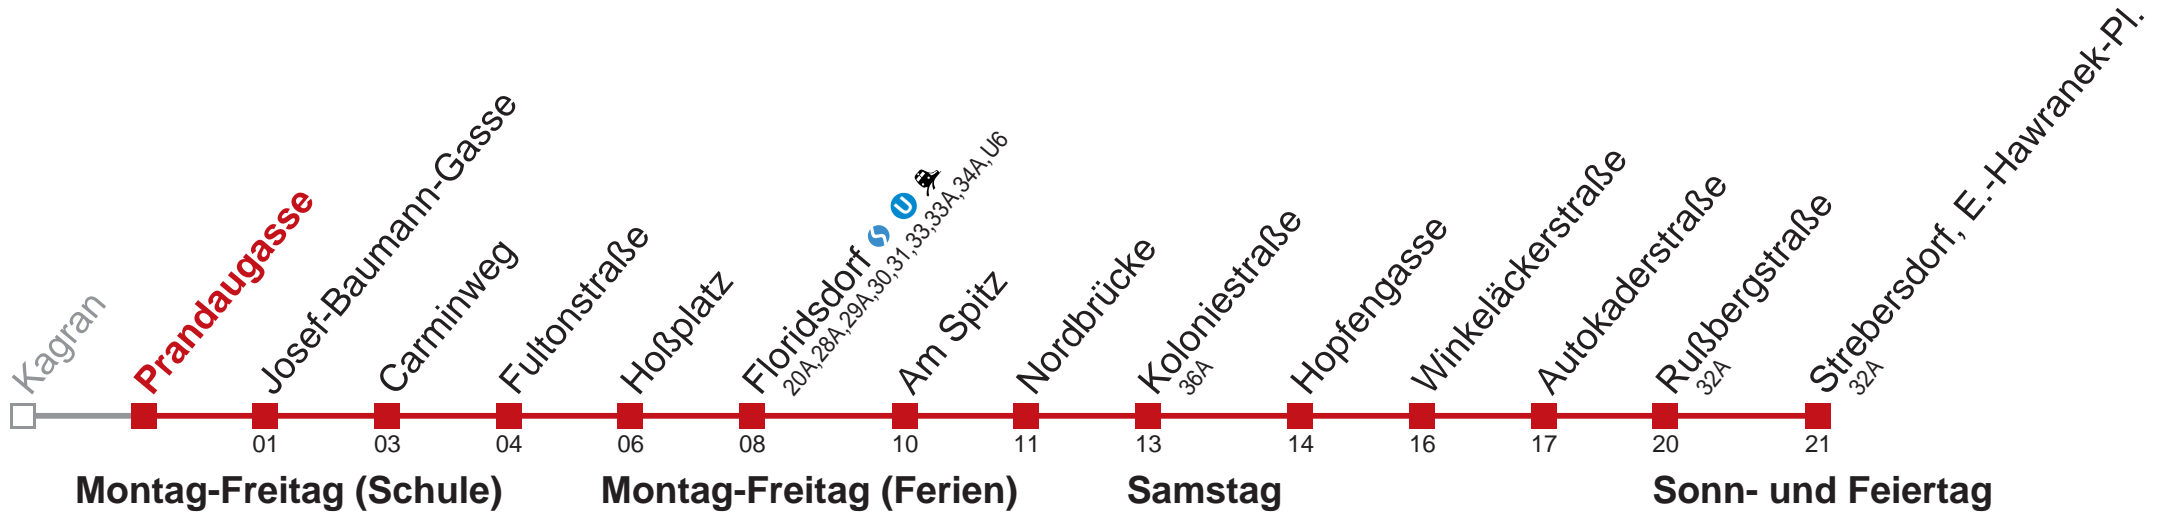 Kagran
Prandaugasse
Josef-Baumann-Gasse
Carminweg
Fultonstraße
Hoßplatz
Floridsdorf S U
20A,28A,29A,30,31,33,33A,34A,U6
Am Spitz
Nordbrücke
Koloniestraße
36A
Hopfengasse
Winkeläckerstraße
Autokaderstraße
Rußbergstraße
32A
Strebersdorf, E.-Hawranek-Pl.
32A
01 03 04 06 08 10 11 13 14 16 17 20 21
Montag-Freitag (Schule) Montag-Freitag (Ferien) Samstag Sonn- und Feiertag